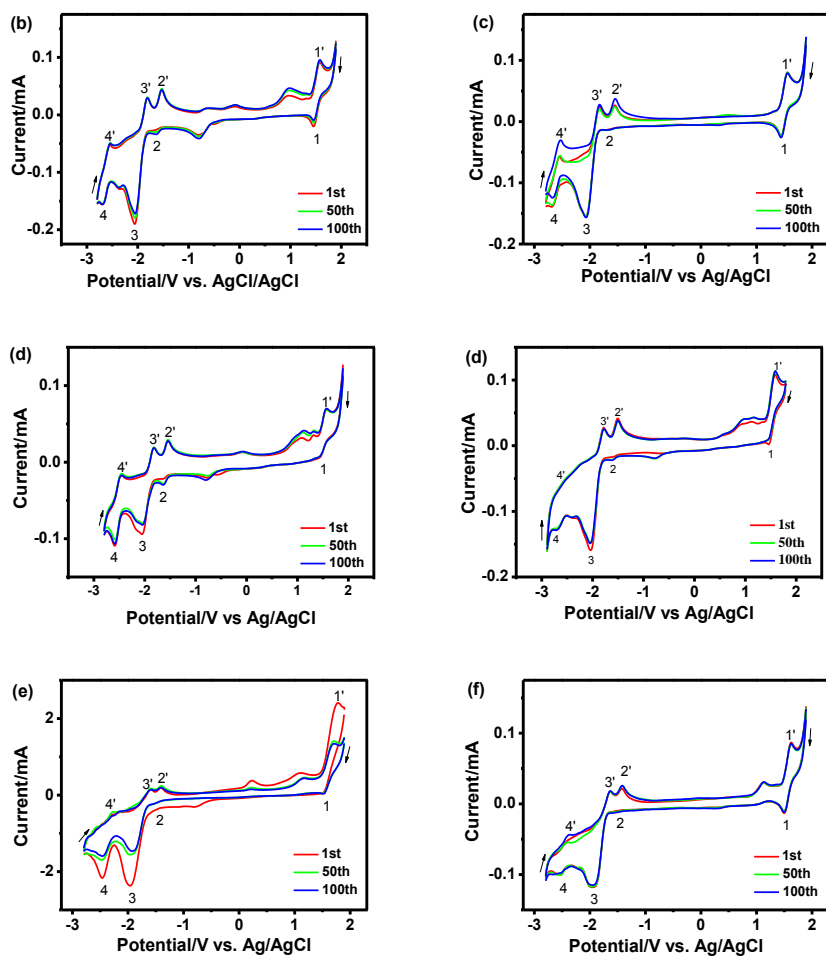 (b)
Current/mA
0.1
0.0
-0.1
-0.2
-3
-2
-1
0
1
2
1'
3'
2'
4'
2
1
4
3
1st
50th
100th
Potential/V vs. AgCl/AgCl
(c)
Current/mA
0.1
0.0
-0.1
-0.2
-3
-2
-1
0
1
2
1'
3'
2'
4'
2
1
4
3
1st
50th
100th
Potential/V vs Ag/AgCl
(d)
Current/mA
0.1
0.0
-0.1
-0.2
-3
-2
-1
0
1
2
1'
3'
2'
4'
2
1
4
3
1st
50th
100th
Potential/V vs Ag/AgCl
(d)
Current/mA
0.1
0.0
-0.1
-0.2
-3
-2
-1
0
1
2
1'
3'
2'
4'
2
1
4
3
1st
50th
100th
Potential/V vs Ag/AgCl
(e)
Current/mA
2
0
-2
-3
-2
-1
0
1
2
1'
3'
2'
4'
2
1
4
3
1st
50th
100th
Potential/V vs. Ag/AgCl
(f)
Current/mA
0.1
0.0
-0.1
-3
-2
-1
0
1
2
1'
3'
2'
4'
2
1
4
3
1st
50th
100th
Potential/V vs. Ag/AgCl